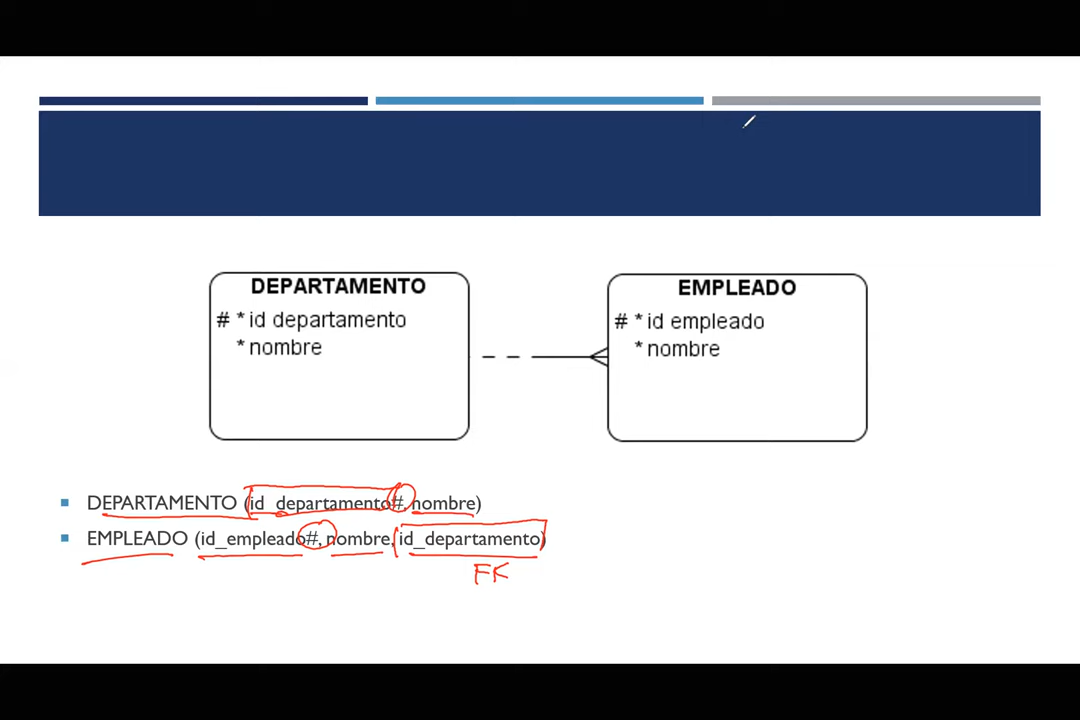 DEPARTAMENTO
# * id departamento
* nombre
EMPLEADO
# * id empleado
* nombre
DEPARTAMENTO (id_departamento#, nombre)
EMPLEADO (id_empleado#, nombre, id_departamento)
FK